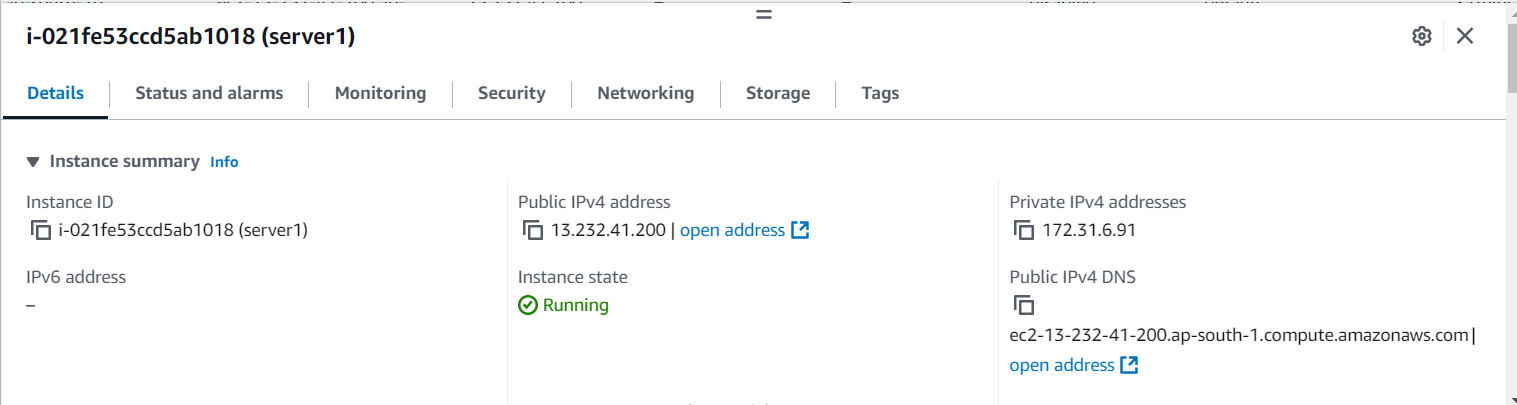 i-021fe53ccd5ab1018 (server1)
Details
Status and alarms
Monitoring
Security
Networking
Storage
Tags
Instance summary Info
Instance ID
i-021fe53ccd5ab1018 (server1)
Public IPv4 address
13.232.41.200 | open address
Private IPv4 addresses
172.31.6.91
IPv6 address
–
Instance state
Running
Public IPv4 DNS
ec2-13-232-41-200.ap-south-1.compute.amazonaws.com |
open address